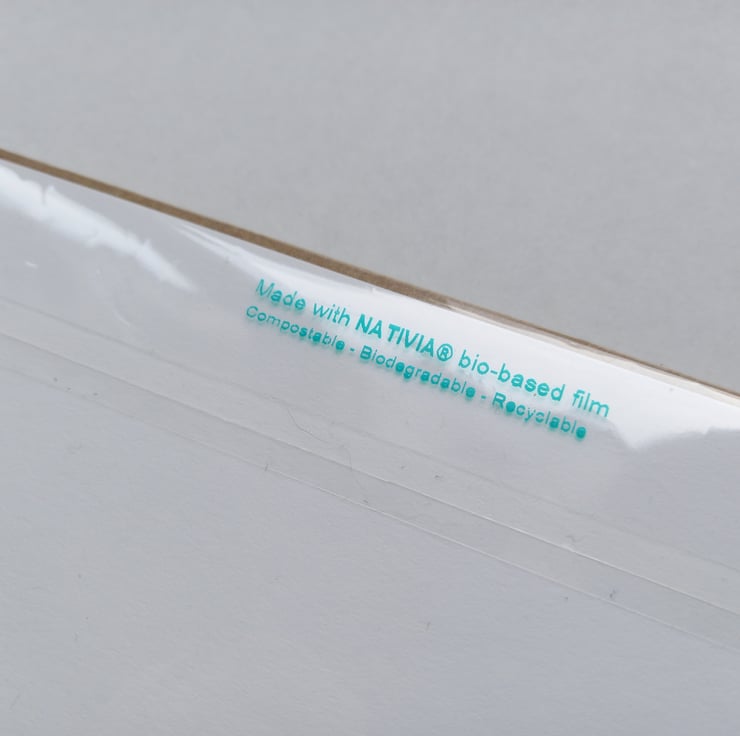 Made with NATIVIA® bio-based film
Compostable - Biodegradable - Recyclable